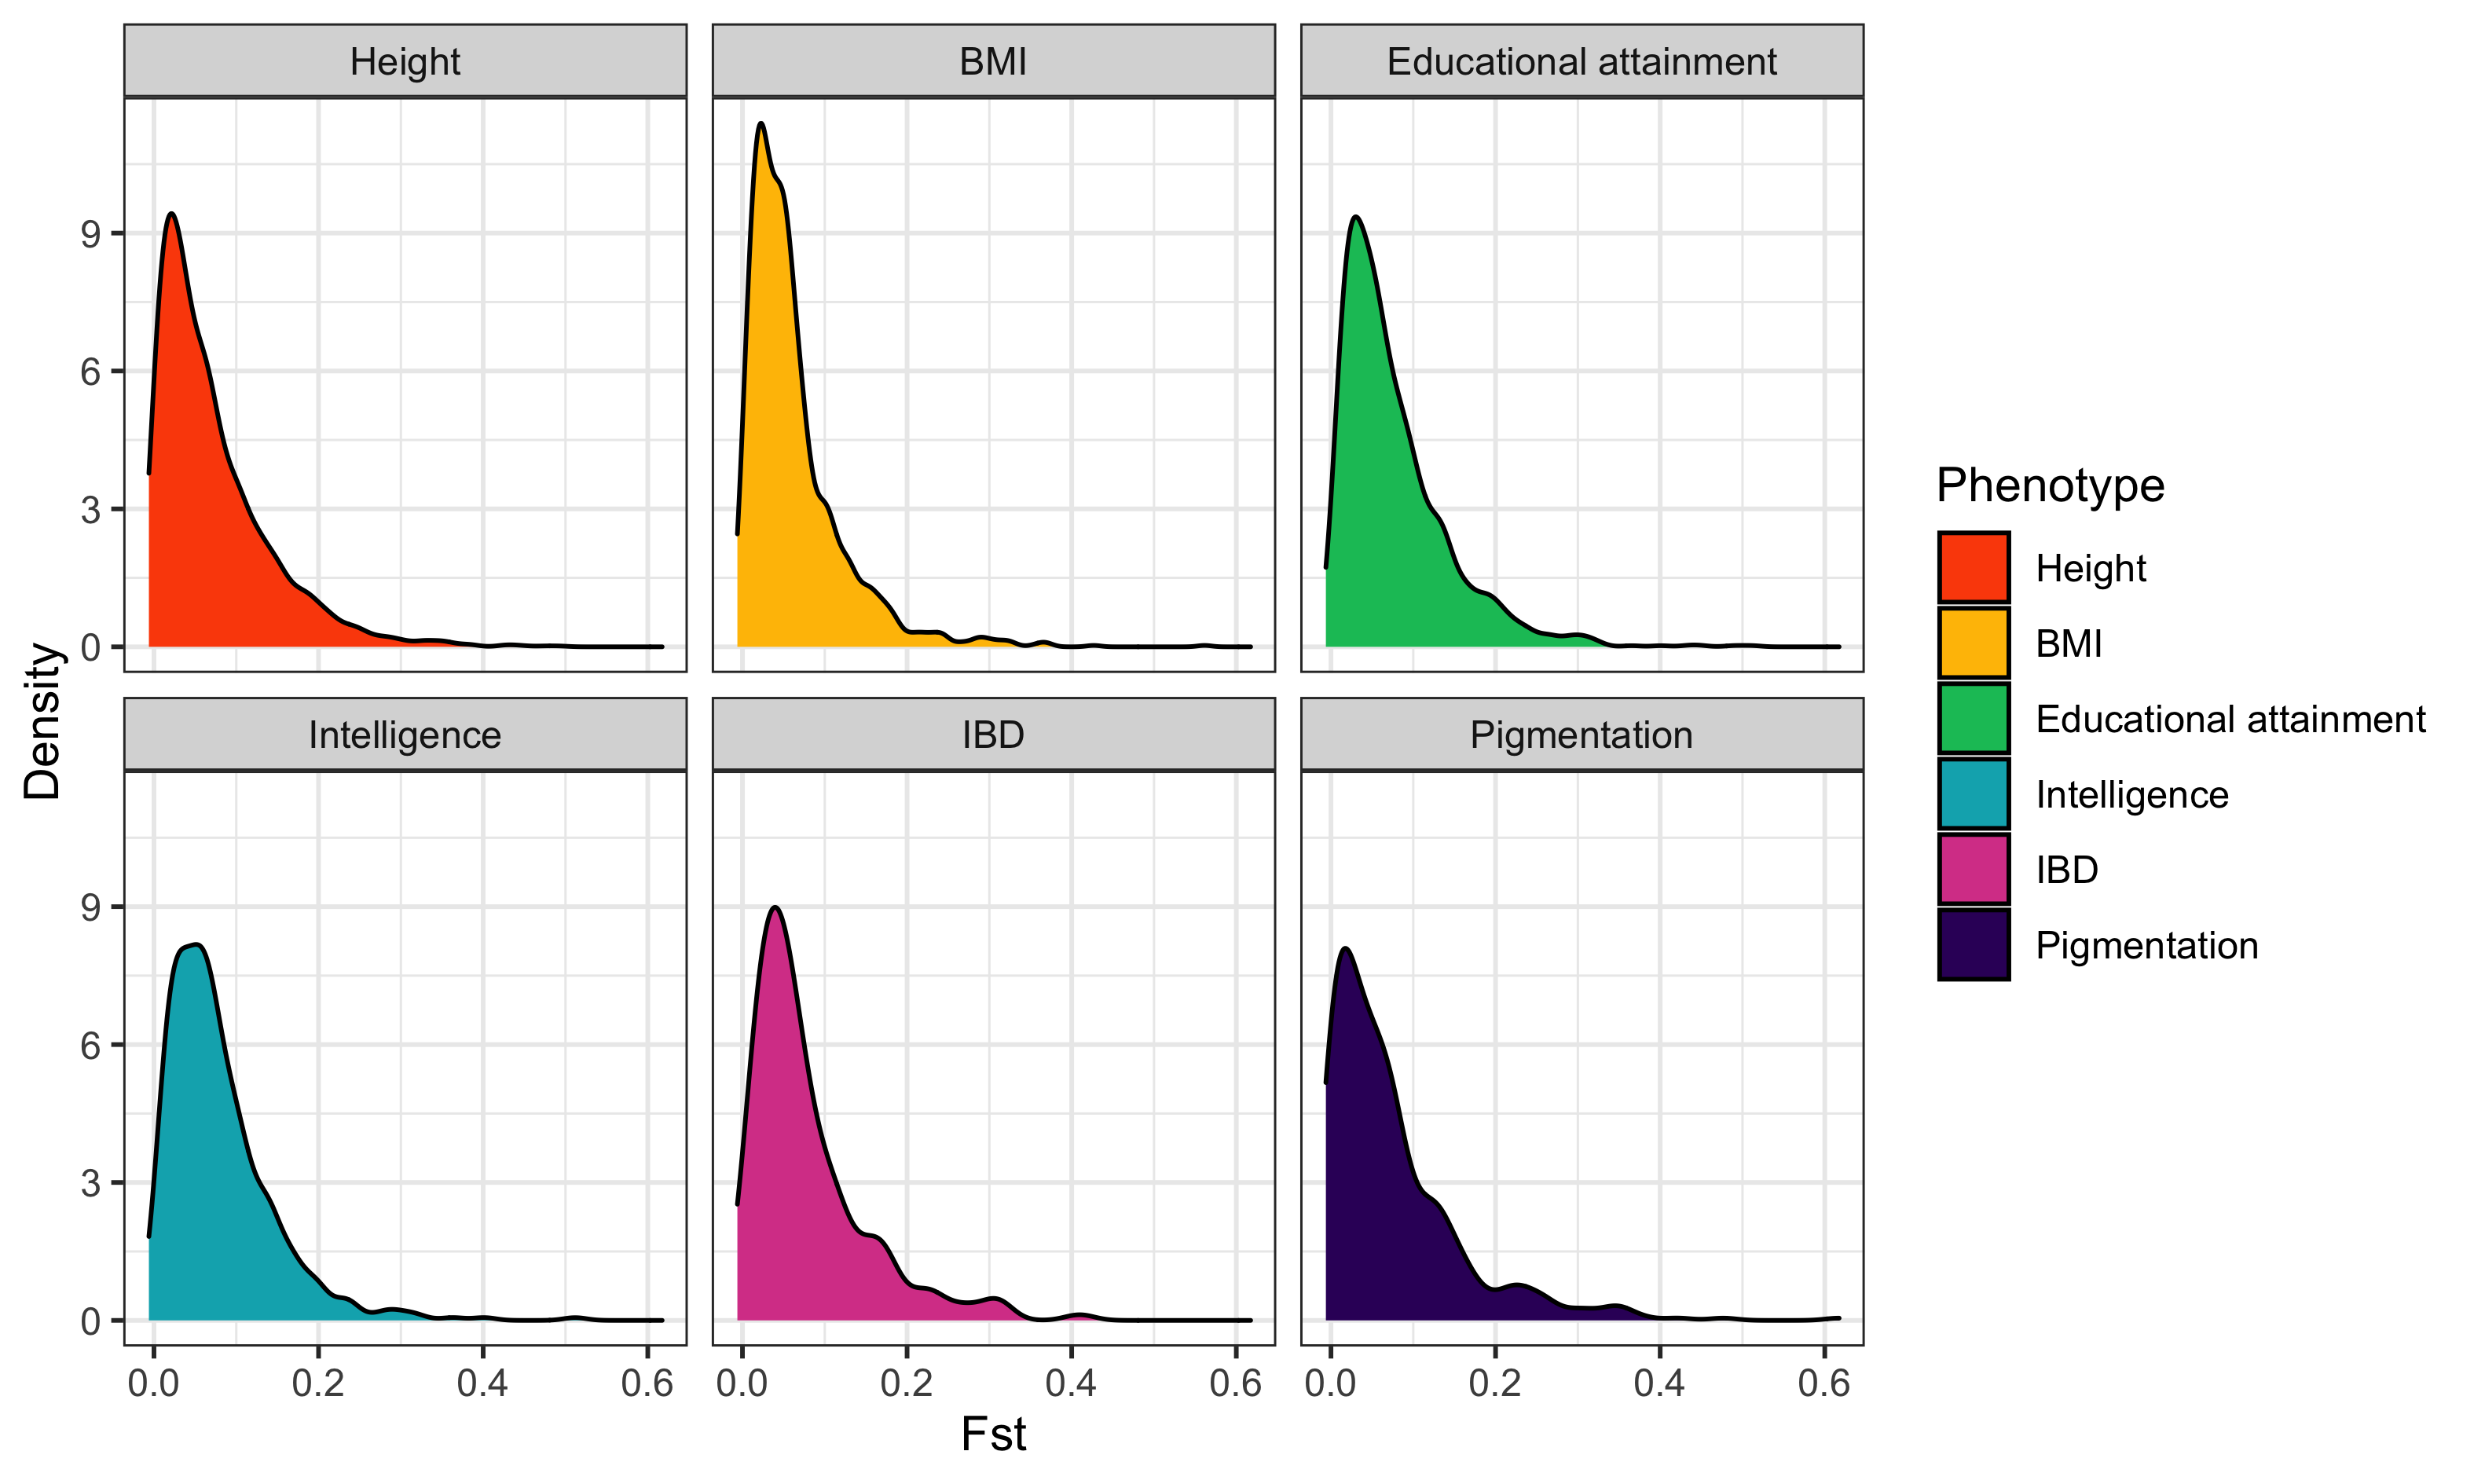 Height
BMI
Educational attainment
9
6
3
0
Density
Intelligence
IBD
Pigmentation
9
6
3
0
0.0 0.2 0.4 0.6
0.0 0.2 0.4 0.6
0.0 0.2 0.4 0.6
Fst
Phenotype
Height
BMI
Educational attainment
Intelligence
IBD
Pigmentation